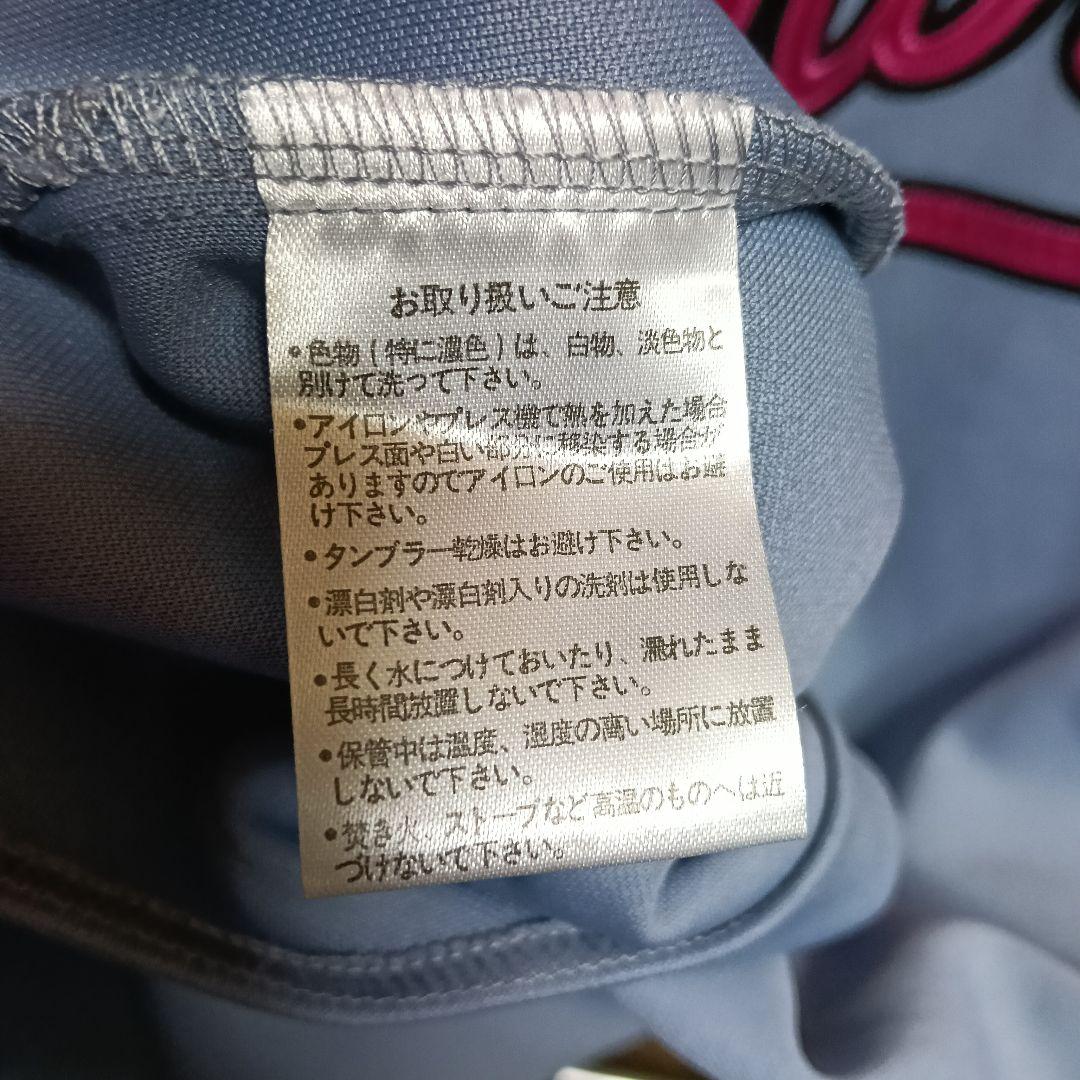 お取り扱いご注意
•色物(特に濃色)は、白物、淡色物と
別けて洗って下さい。
•アイロンやプレス機で熱を加えた場合
プレス面や白い部分に移染する場合が
ありますのでアイロンのご使用はお避
け下さい。
•タンブラー乾燥はお避け下さい。
•漂白剤や漂白剤入りの洗剤は使用しな
いで下さい。
•長く水につけておいたり、濡れたまま
長時間放置しないで下さい。
•保管中は温度、湿度の高い場所に放置
しないで下さい。
•焚き火、ストーブなど高温のものへは近
づけないで下さい。